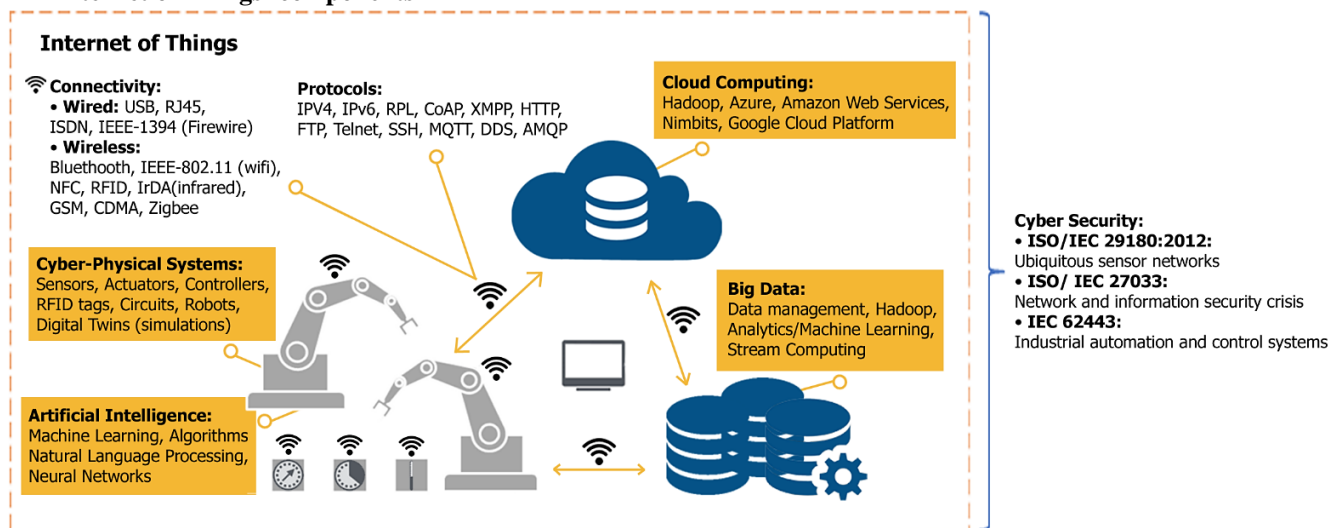 Internet of Things
Connectivity:
• Wired: USB, RJ45,
ISDN, IEEE-1394 (Firewire)
• Wireless:
Bluethooth, IEEE-802.11 (wifi),
NFC, RFID, IrDA(infrared),
GSM, CDMA, Zigbee
Protocols:
IPV4, IPv6, RPL, CoAP, XMPP, HTTP,
FTP, Telnet, SSH, MQTT, DDS, AMQP
Cloud Computing:
Hadoop, Azure, Amazon Web Services,
Nimbits, Google Cloud Platform
Cyber-Physical Systems:
Sensors, Actuators, Controllers,
RFID tags, Circuits, Robots,
Digital Twins (simulations)
Big Data:
Data management, Hadoop,
Analytics/Machine Learning,
Stream Computing
Artificial Intelligence:
Machine Learning, Algorithms
Natural Language Processing,
Neural Networks
Cyber Security:
• ISO/IEC 29180:2012:
Ubiquitous sensor networks
• ISO/ IEC 27033:
Network and information security crisis
• IEC 62443:
Industrial automation and control systems